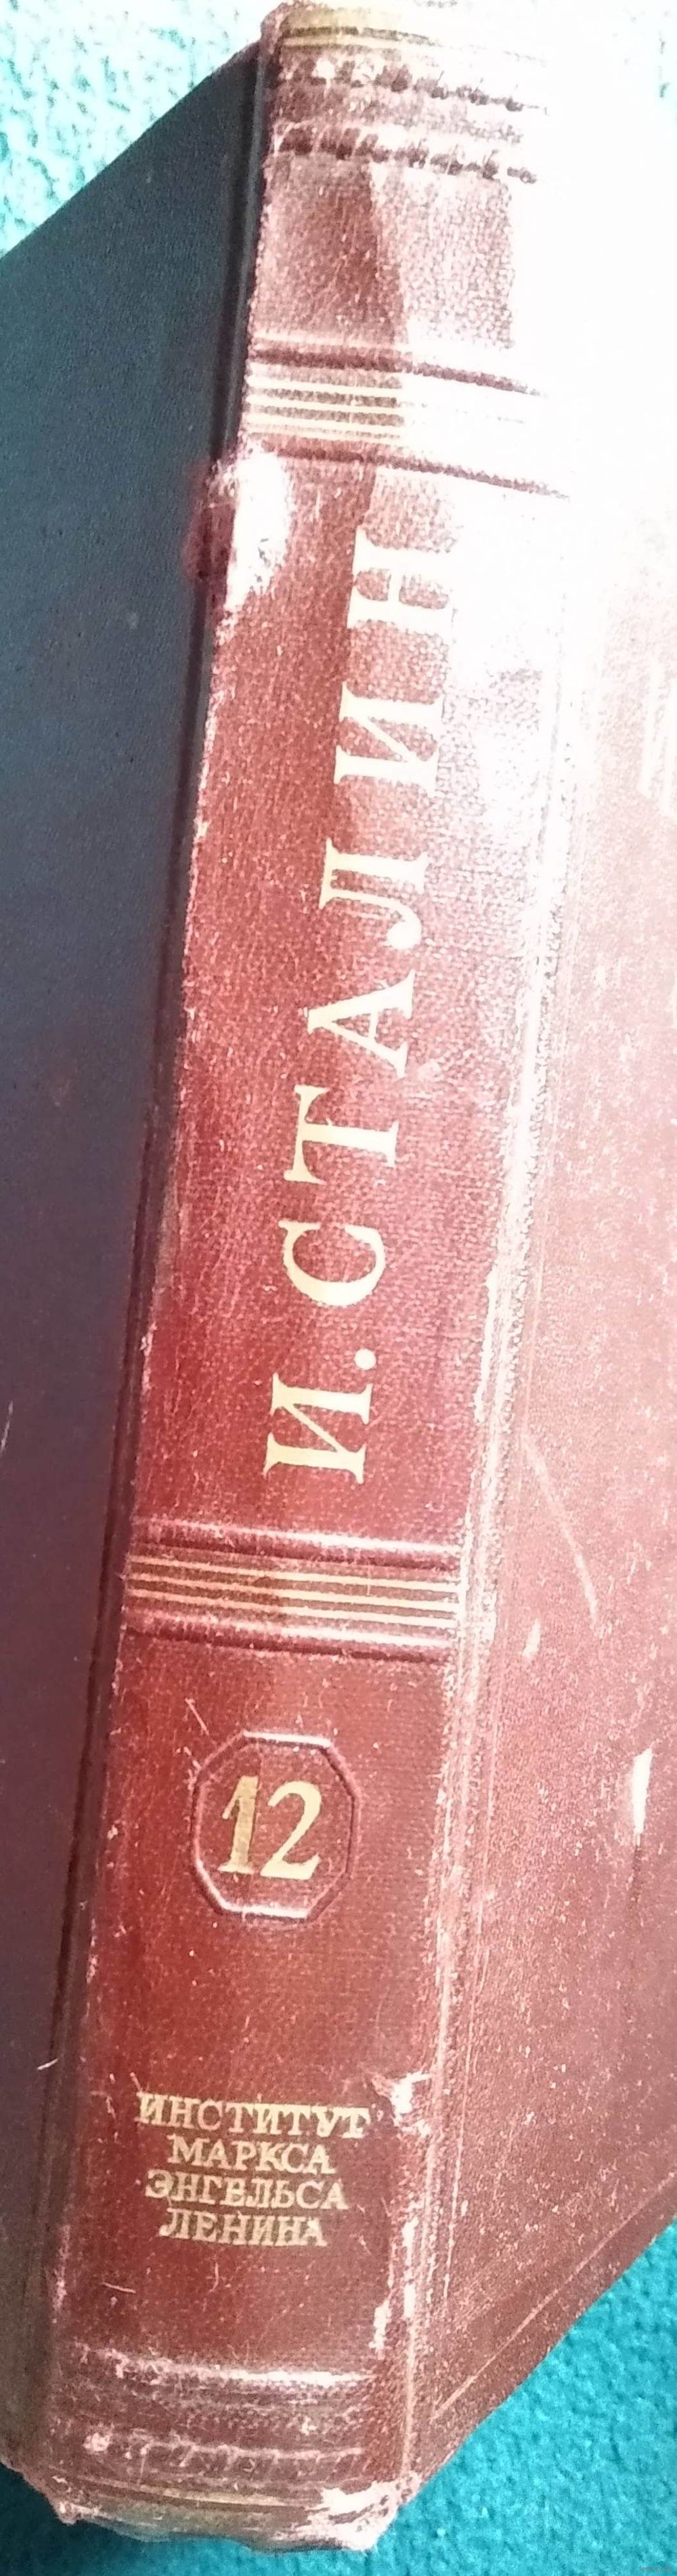 И. СТАЛИН
12
ИНСТИТУТ
МАРКСА
ЭНГЕЛЬСА
ЛЕНИНА